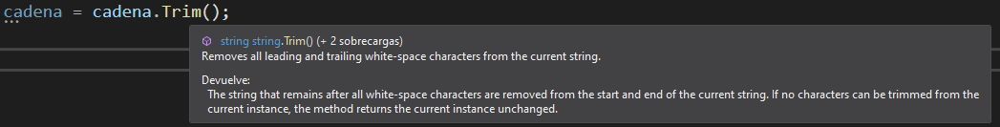 cadena = cadena.Trim();
string string.Trim() (+ 2 sobrecargas)
Removes all leading and trailing white-space characters from the current string.
Devuelve:
The string that remains after all white-space characters are removed from the start and end of the current string. If no characters can be trimmed from the
current instance, the method returns the current instance unchanged.